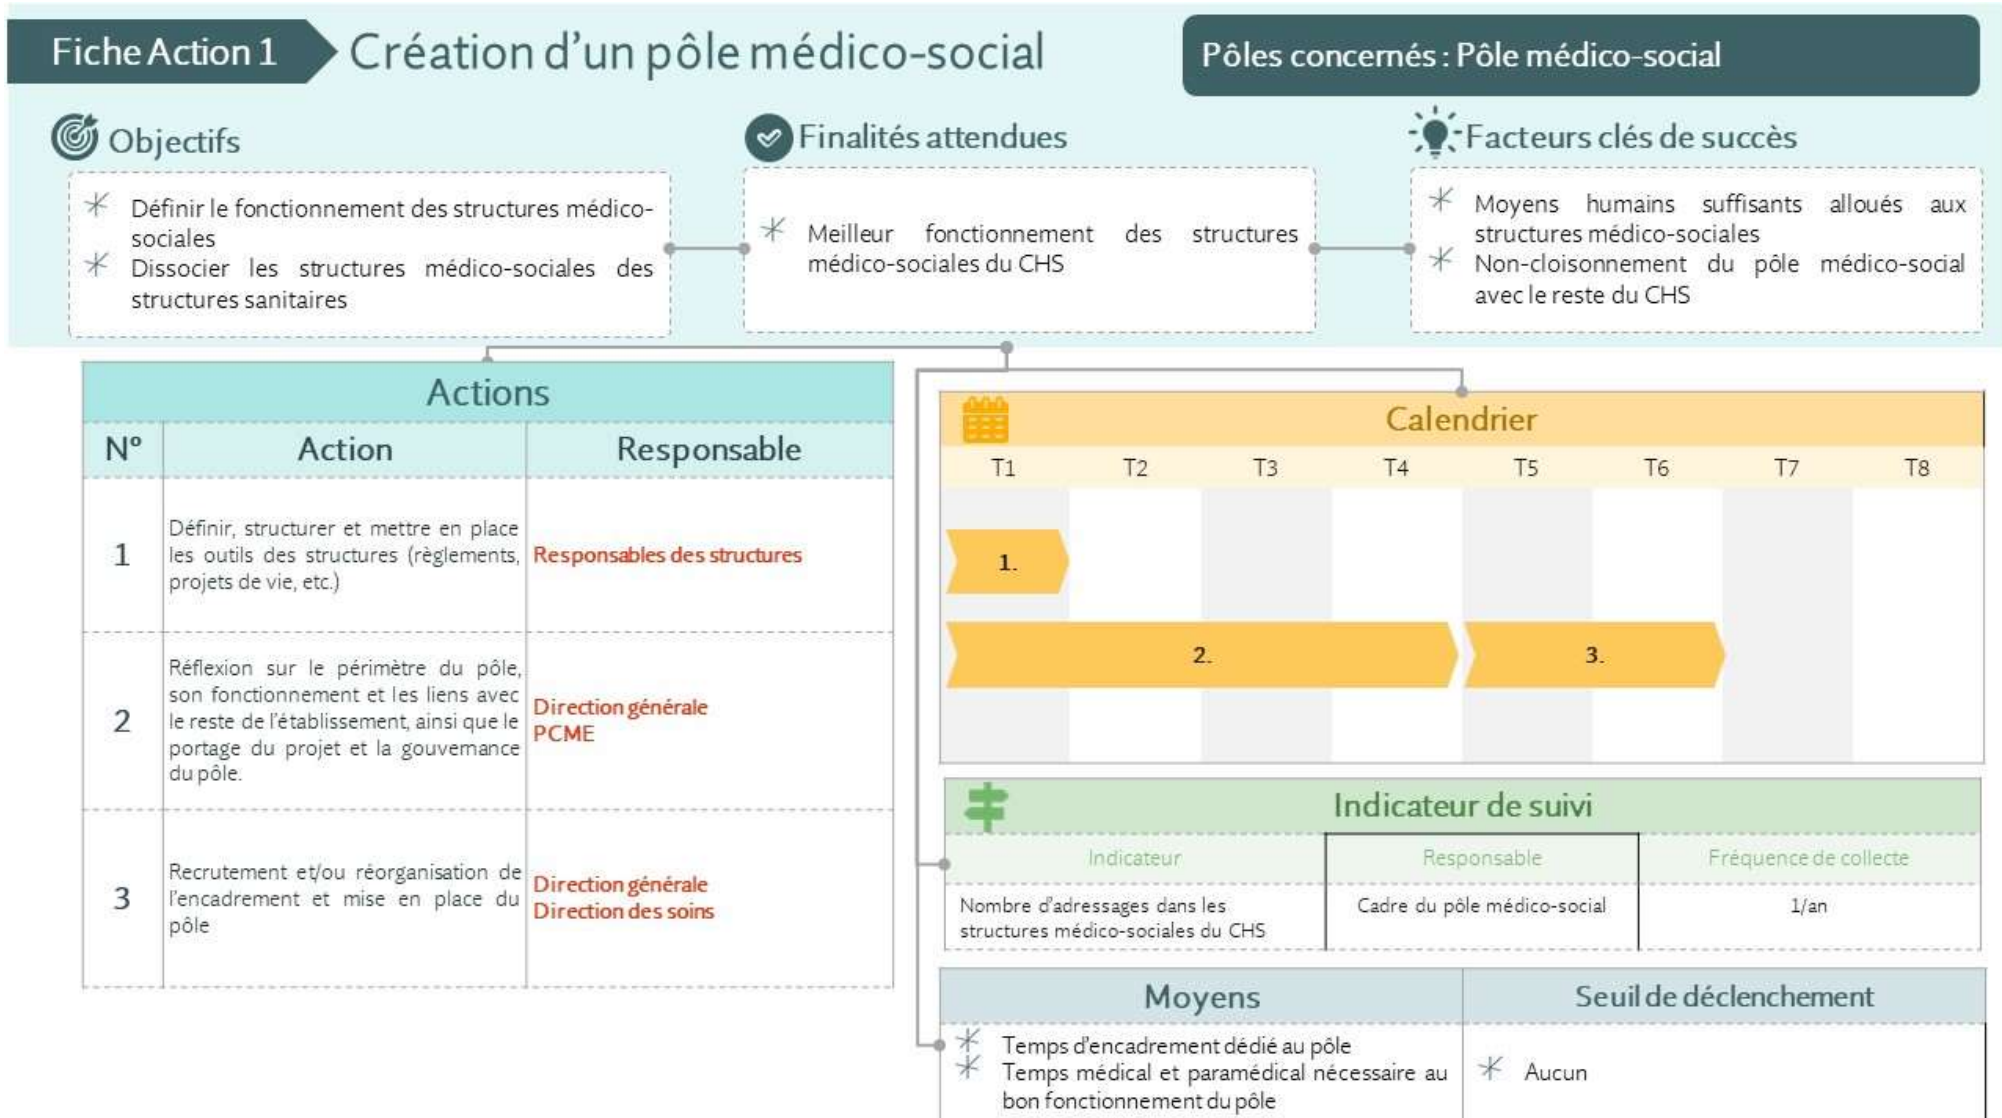 Fiche Action 1
Création d'un pôle médico-social
Pôles concernés : Pôle médico-social
Objectifs
Définir le fonctionnement des structures médico-
sociales
Dissocier les structures médico-sociales des
structures sanitaires
Finalités attendues
Meilleur fonctionnement des structures
médico-sociales du CHS
Facteurs clés de succès
Moyens humains suffisants alloués aux
structures médico-sociales
Non-cloisonnement du pôle médico-social
avec le reste du CHS
Actions
N° Action Responsable
1
Définir, structurer et mettre en place
les outils des structures (règlements,
projets de vie, etc.)
Responsables des structures
2
Réflexion sur le périmètre du pôle,
son fonctionnement et les liens avec
le reste de l'établissement, ainsi que le
portage du projet et la gouvernance
du pôle.
Direction générale
PCME
3
Recrutement et/ou réorganisation de
l'encadrement et mise en place du
pôle
Direction générale
Direction des soins
Calendrier
T1 T2 T3 T4 T5 T6 T7 T8
1.
2. 3.
Indicateur de suivi
Indicateur Responsable Fréquence de collecte
Nombre d'adressages dans les
structures médico-sociales du CHS
Cadre du pôle médico-social
1/an
Moyens
Temps d'encadrement dédié au pôle
Temps médical et paramédical nécessaire au
bon fonctionnement du pôle
Seuil de déclenchement
Aucun